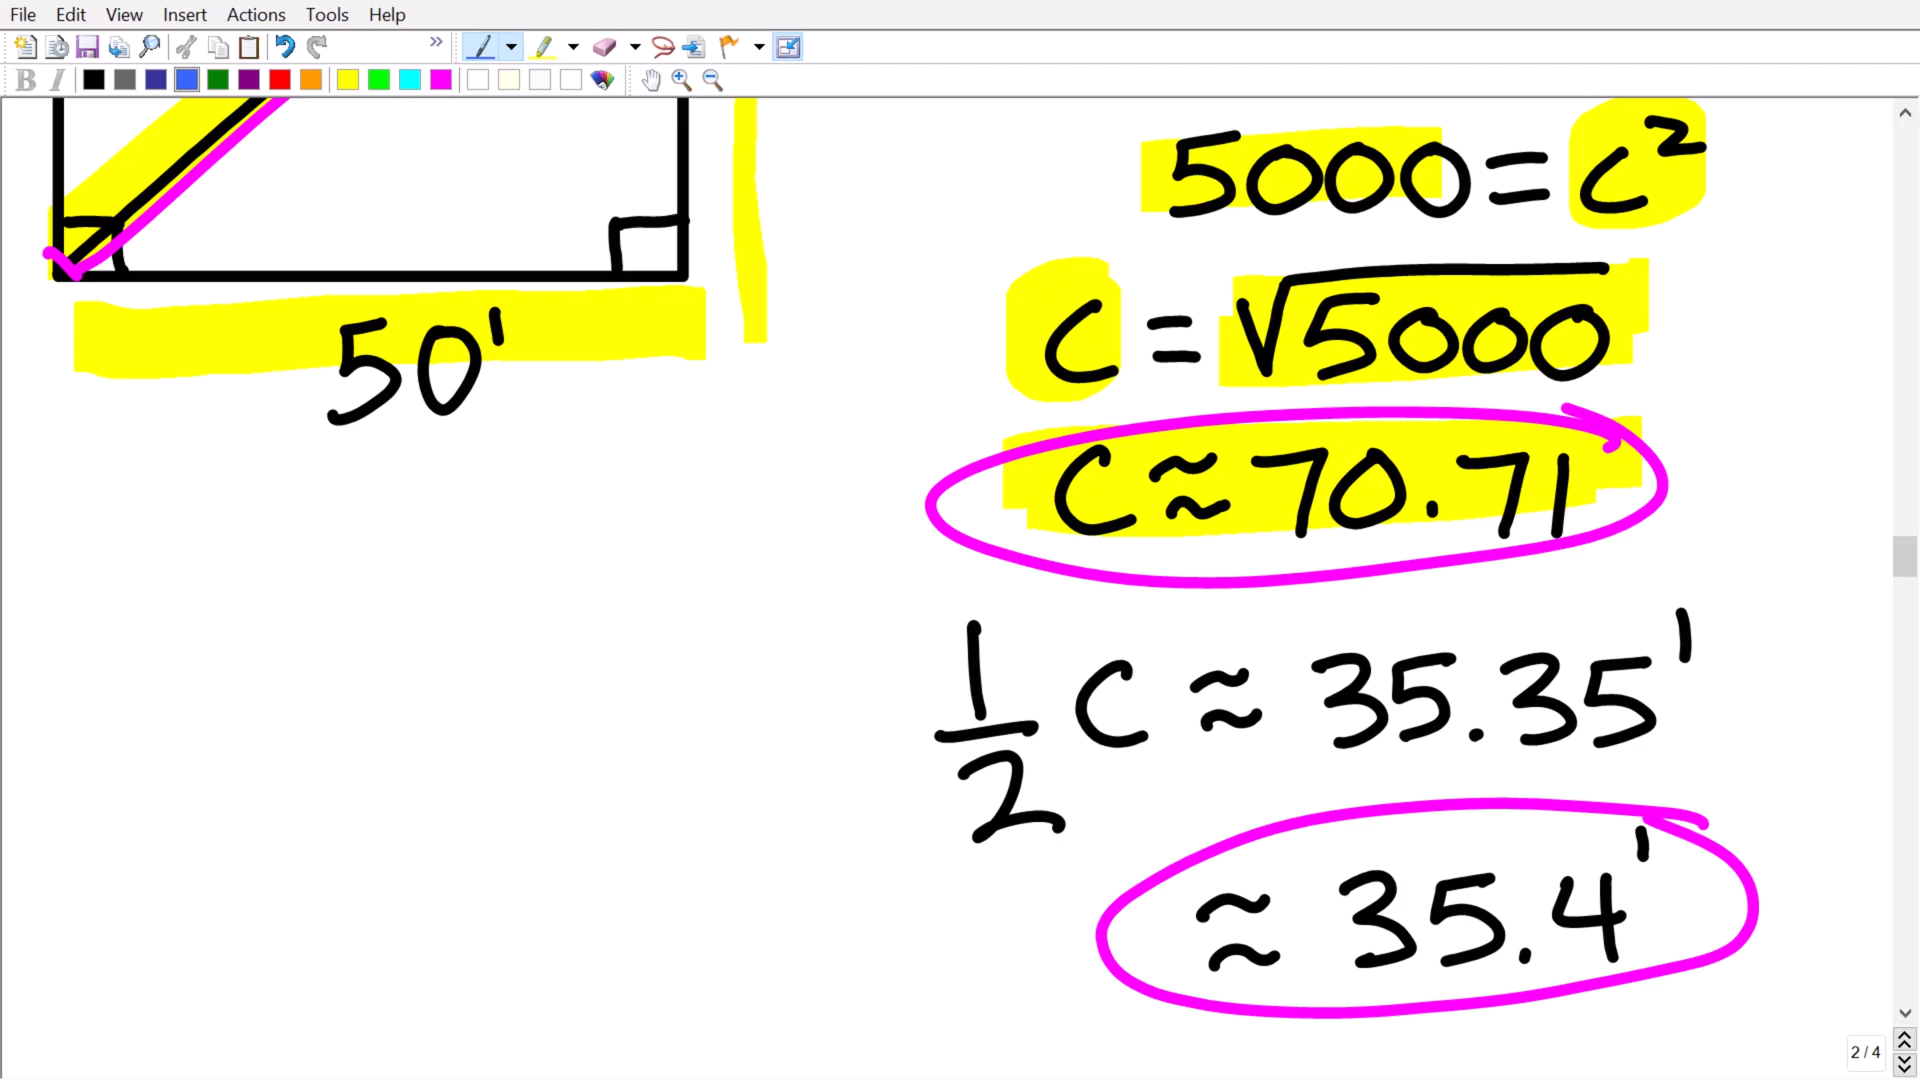 File Edit View Insert Actions Tools Help
B I
5000 = c²
c = √5000
50'
c ≈ 70.71
1/2 c ≈ 35.35'
≈ 35.4'
2 / 4